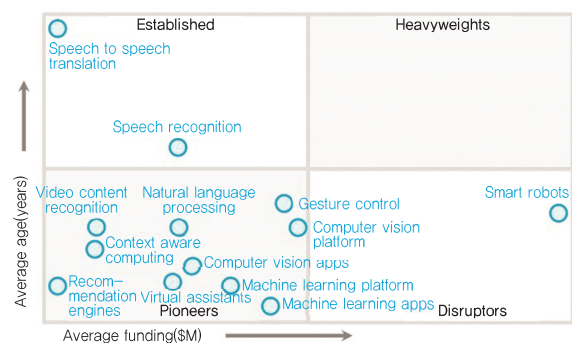 Established
Heavyweights
Speech to speech
translation
Speech recognition
Video content
recognition
Natural language
processing
Gesture control
Smart robots
Computer vision
platform
Context aware
computing
Computer vision apps
Recom-
mendation
engines
Virtual assistants
Machine learning platform
Machine learning apps
Pioneers
Disruptors
Average age(years)
Average funding($M)